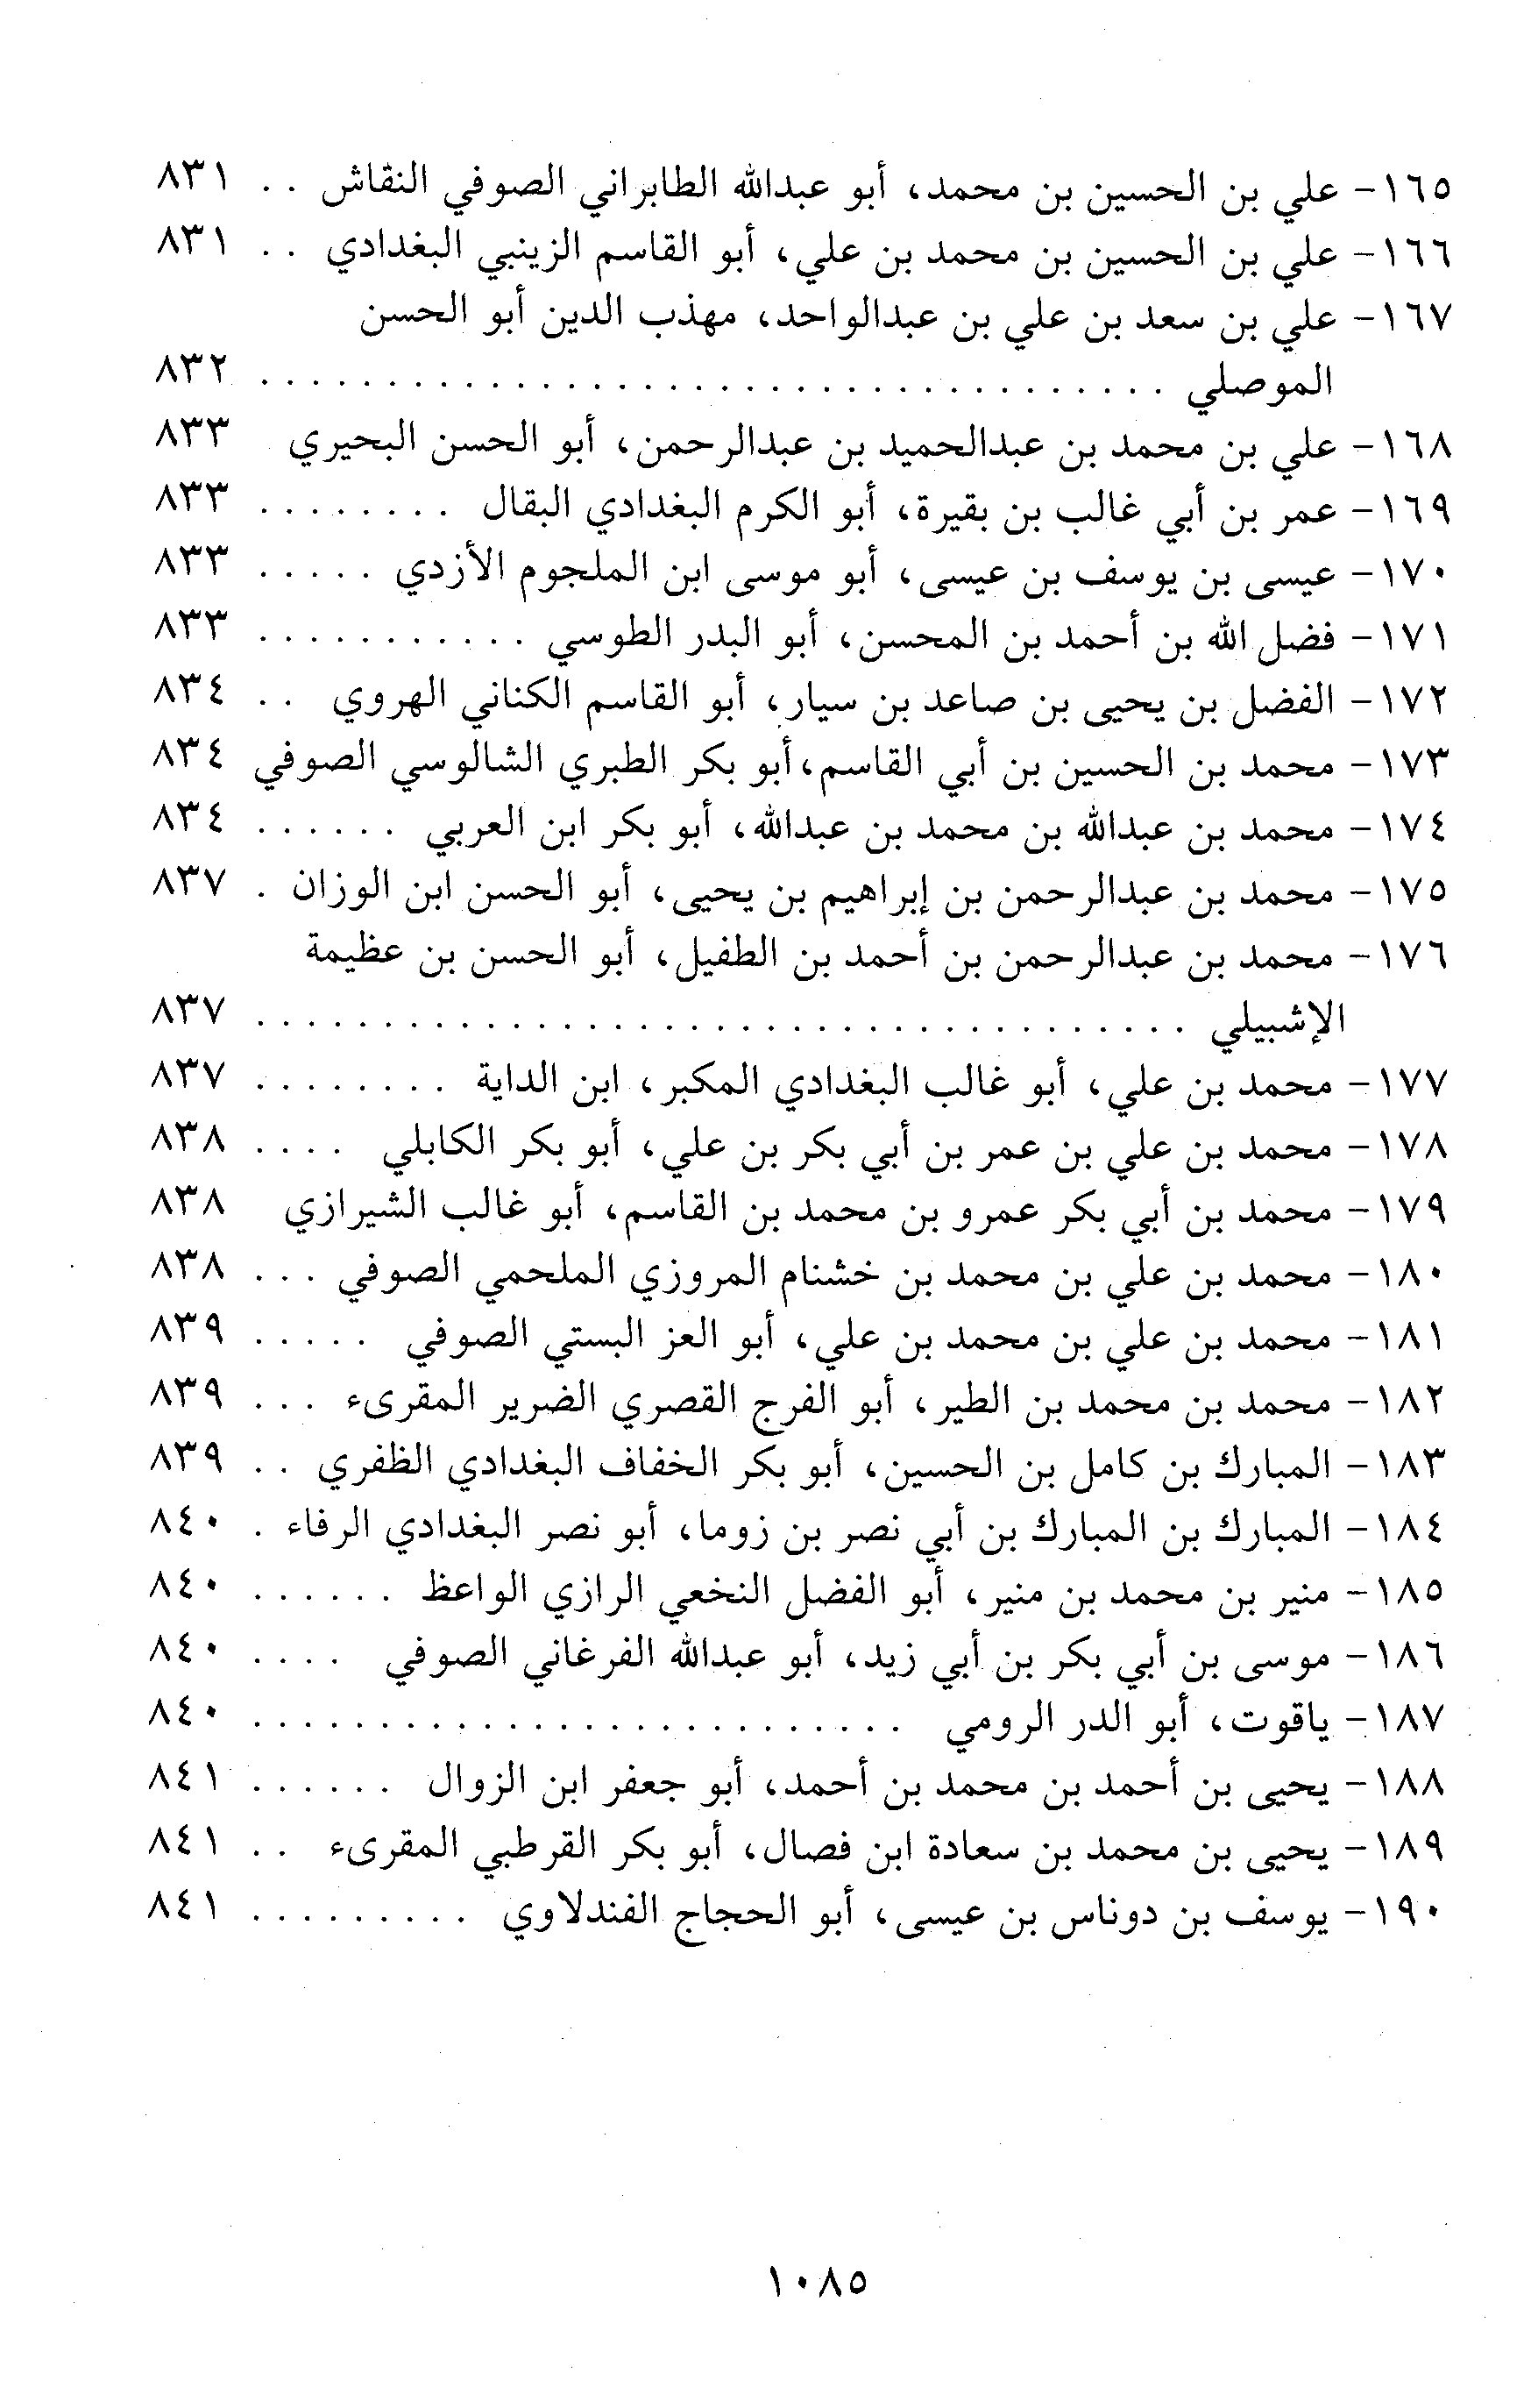 ١٦٥- علي بن الحسين بن محمد، أبو عبدالله الطابراني الصوفي النقاش . . ٨٣١
١٦٦- علي بن الحسين بن محمد بن علي، أبو القاسم الزينبي البغدادي . . ٨٣١
١٦٧- علي بن سعد بن علي بن عبدالواحد، مهذب الدين أبو الحسن
الموصلي . . . . . . . . . . . . . . . . . . . . . . . . . . . . . . . . . . . . ٨٣٢
١٦٨- علي بن محمد بن عبدالحميد بن عبدالرحمن، أبو الحسن البحيري ٨٣٣
١٦٩- عمر بن أبي غالب بن بقيرة، أبو الكرم البغدادي البقال . . . . . . . . ٨٣٣
١٧٠- عيسى بن يوسف بن عيسى، أبو موسى ابن الملجوم الأزدي . . . . . ٨٣٣
١٧١- فضل الله بن أحمد بن المحسن، أبو البدر الطوسي . . . . . . . . . . . ٨٣٣
١٧٢- الفضل بن يحيى بن صاعد بن سيار، أبو القاسم الكناني الهروي . . ٨٣٤
١٧٣- محمد بن الحسين بن أبي القاسم،أبو بكر الطبري الشالوسي الصوفي ٨٣٤
١٧٤- محمد بن عبدالله بن محمد بن عبدالله، أبو بكر ابن العربي . . . . . . ٨٣٤
١٧٥- محمد بن عبدالرحمن بن إبراهيم بن يحيى، أبو الحسن ابن الوزان . ٨٣٧
١٧٦- محمد بن عبدالرحمن بن أحمد بن الطفيل، أبو الحسن بن عظيمة
الإشبيلي . . . . . . . . . . . . . . . . . . . . . . . . . . . . . . . . . . . . . ٨٣٧
١٧٧- محمد بن علي، أبو غالب البغدادي المكبر، ابن الداية . . . . . . . . ٨٣٧
١٧٨- محمد بن علي بن عمر بن أبي بكر بن علي، أبو بكر الكابلي . . . . ٨٣٨
١٧٩- محمد بن أبي بكر عمرو بن محمد بن القاسم، أبو غالب الشيرازي ٨٣٨
١٨٠- محمد بن علي بن محمد بن خشنام المروزي الملحمي الصوفي . . . ٨٣٨
١٨١- محمد بن علي بن محمد بن علي، أبو العز البستي الصوفي . . . . . ٨٣٩
١٨٢- محمد بن محمد بن الطير، أبو الفرج القصري الضرير المقرىء . . . ٨٣٩
١٨٣- المبارك بن كامل بن الحسين، أبو بكر الخفاف البغدادي الظفري . . ٨٣٩
١٨٤- المبارك بن المبارك بن أبي نصر بن زوما، أبو نصر البغدادي الرفاء . ٨٤٠
١٨٥- منير بن محمد بن منير، أبو الفضل النخعي الرازي الواعظ . . . . . . ٨٤٠
١٨٦- موسى بن أبي بكر بن أبي زيد، أبو عبدالله الفرغاني الصوفي . . . . ٨٤٠
١٨٧- ياقوت، أبو الدر الرومي . . . . . . . . . . . . . . . . . . . . . . . . . . ٨٤٠
١٨٨- يحيى بن أحمد بن محمد بن أحمد، أبو جعفر ابن الزوال . . . . . . ٨٤١
١٨٩- يحيى بن محمد بن سعادة ابن فصال، أبو بكر القرطبي المقرىء . . ٨٤١
١٩٠- يوسف بن دوناس بن عيسى، أبو الحجاج الفندلاوي . . . . . . . . . ٨٤١
١٠٨٥